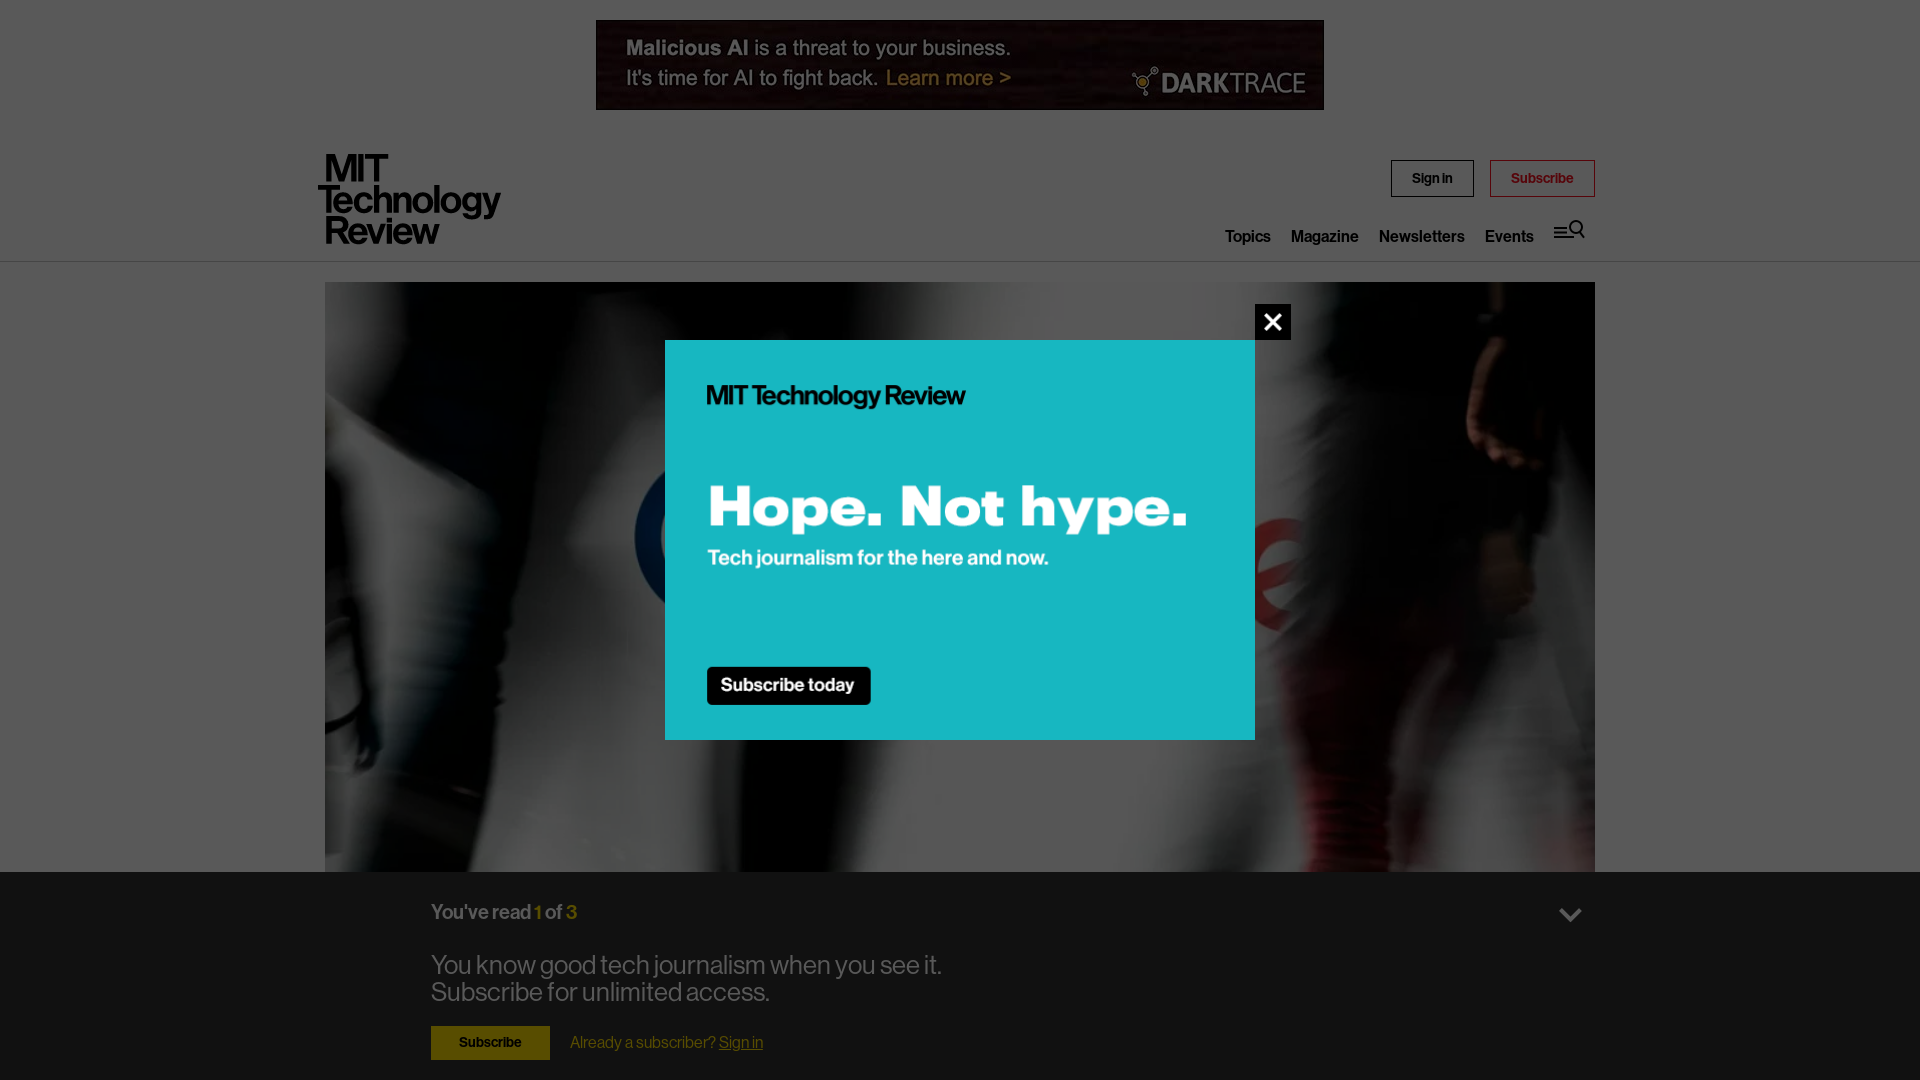 Malicious AI is a threat to your business.
It's time for AI to fight back. Learn more >
DARKTRACE
MIT
Technology
Review
Sign in
Subscribe
Topics
Magazine
Newsletters
Events
MIT Technology Review
Hope. Not hype.
Tech journalism for the here and now.
Subscribe today
You've read 1 of 3
You know good tech journalism when you see it.
Subscribe for unlimited access.
Subscribe
Already a subscriber? Sign in